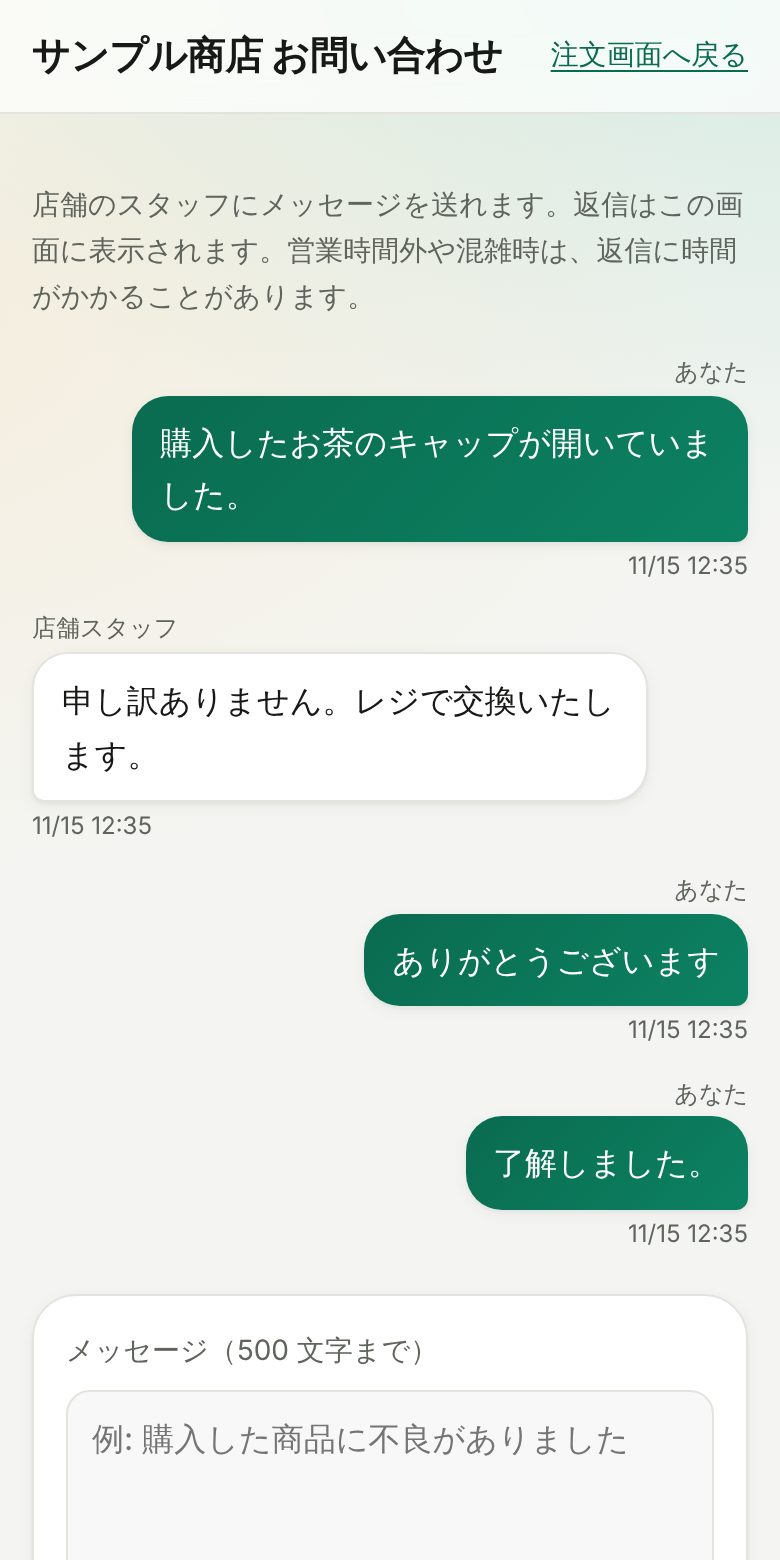 サンプル商店 お問い合わせ
注文画面へ戻る
店舗のスタッフにメッセージを送れます。返信はこの画
面に表示されます。営業時間外や混雑時は、返信に時間
がかかることがあります。
あなた
購入したお茶のキャップが開いていま
した。
11/15 12:35
店舗スタッフ
申し訳ありません。レジで交換いたし
ます。
11/15 12:35
あなた
ありがとうございます
11/15 12:35
あなた
了解しました。
11/15 12:35
メッセージ（500 文字まで）
例: 購入した商品に不良がありました